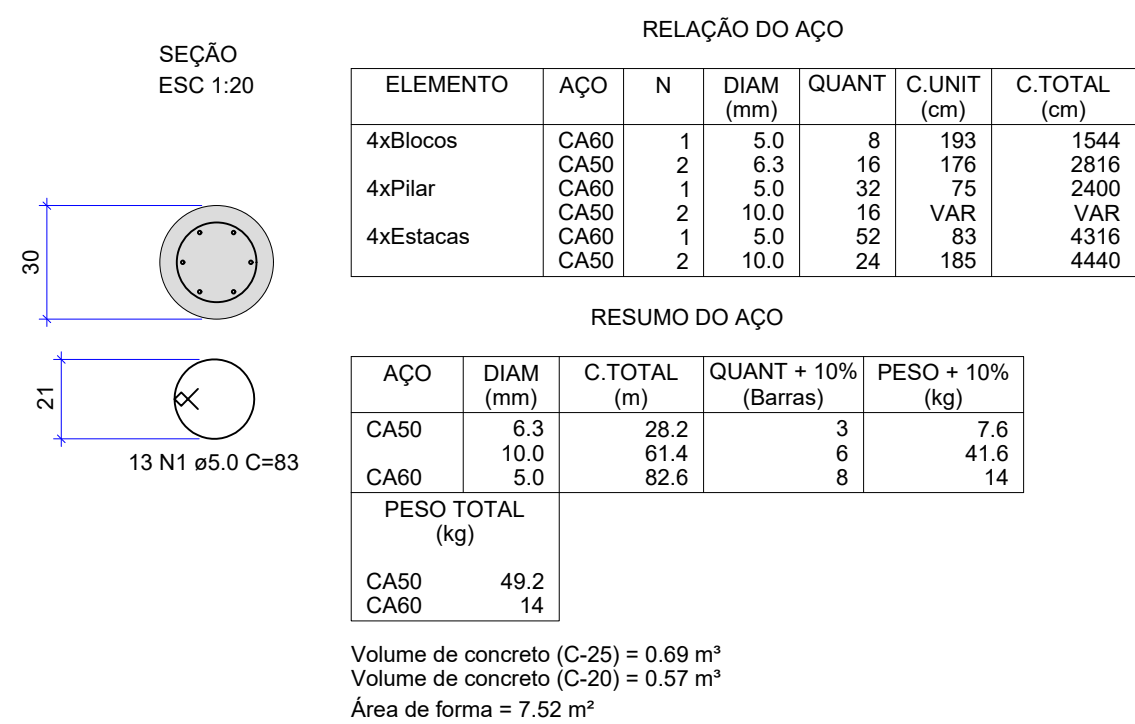 SEÇÃO
ESC 1:20
30
21
13 N1 ø5.0 C=83
RELAÇÃO DO AÇO
ELEMENTO AÇO N DIAM (mm) QUANT C.UNIT (cm) C.TOTAL (cm)
4xBlocos CA60 1 5.0 8 193 1544
CA50 2 6.3 16 176 2816
4xPilar CA60 1 5.0 32 75 2400
CA50 2 10.0 16 VAR VAR
4xEstacas CA60 1 5.0 52 83 4316
CA50 2 10.0 24 185 4440
RESUMO DO AÇO
AÇO DIAM (mm) C.TOTAL (m) QUANT + 10% (Barras) PESO + 10% (kg)
CA50 6.3 28.2 3 7.6
10.0 61.4 6 41.6
CA60 5.0 82.6 8 14
PESO TOTAL
(kg)
CA50 49.2
CA60 14
Volume de concreto (C-25) = 0.69 m³
Volume de concreto (C-20) = 0.57 m³
Área de forma = 7.52 m²